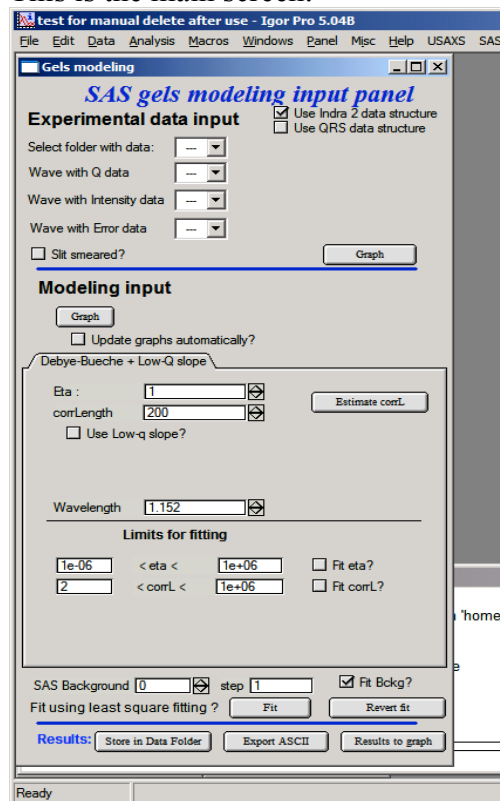 test for manual delete after use - Igor Pro 5.04B
File Edit Data Analysis Macros Windows Panel Misc Help USAXS SAS
Gels modeling
SAS gels modeling input panel
Experimental data input
Use Indra 2 data structure
Use QRS data structure
Select folder with data: ---
Wave with Q data ---
Wave with Intensity data ---
Wave with Error data ---
Slit smeared? Graph
Modeling input
Graph
Update graphs automatically?
Debye-Bueche + Low-Q slope
Eta : 1
Estimate corrL
corrLength 200
Use Low-q slope?
Wavelength 1.152
Limits for fitting
1e-06 < eta < 1e+06 Fit eta?
2 < corrL < 1e+06 Fit corrL?
'home
SAS Background 0 step 1 Fit Bckg?
Fit using least square fitting ? Fit Revert fit
Results: Store in Data Folder Export ASCII Results to graph
Ready